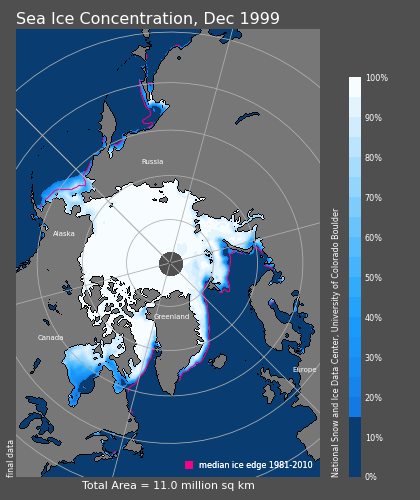 Sea Ice Concentration, Dec 1999
Russia
Alaska
Greenland
Canada
Europe
median ice edge 1981-2010
Total Area = 11.0 million sq km
final data
National Snow and Ice Data Center, University of Colorado Boulder
100%
90%
80%
70%
60%
50%
40%
30%
20%
10%
0%